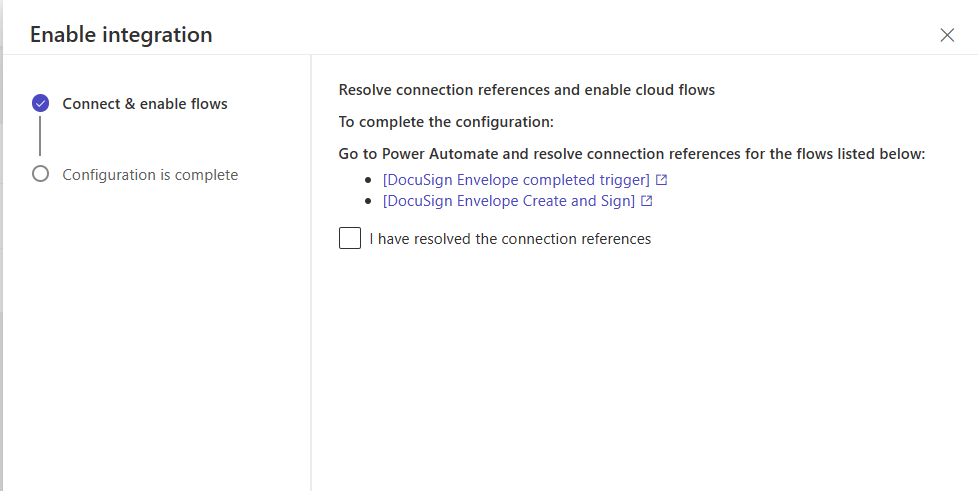 Enable integration
Connect & enable flows
Configuration is complete
Resolve connection references and enable cloud flows
To complete the configuration:
Go to Power Automate and resolve connection references for the flows listed below:
[DocuSign Envelope completed trigger]
[DocuSign Envelope Create and Sign]
I have resolved the connection references